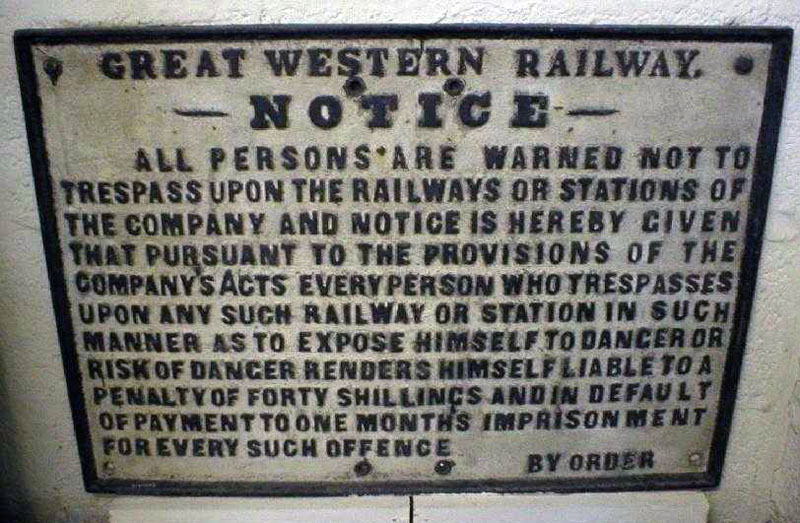 GREAT WESTERN RAILWAY.
— NOTICE —
ALL PERSONS ARE WARNED NOT TO
TRESPASS UPON THE RAILWAYS OR STATIONS OF
THE COMPANY AND NOTICE IS HEREBY GIVEN
THAT PURSUANT TO THE PROVISIONS OF THE
COMPANY'S ACTS EVERY PERSON WHO TRESPASSES
UPON ANY SUCH RAILWAY OR STATION IN SUCH
MANNER AS TO EXPOSE HIMSELF TO DANGER OR
RISK OF DANGER RENDERS HIMSELF LIABLE TO A
PENALTY OF FORTY SHILLINGS AND IN DEFAULT
OF PAYMENT TO ONE MONTH'S IMPRISONMENT
FOR EVERY SUCH OFFENCE
BY ORDER